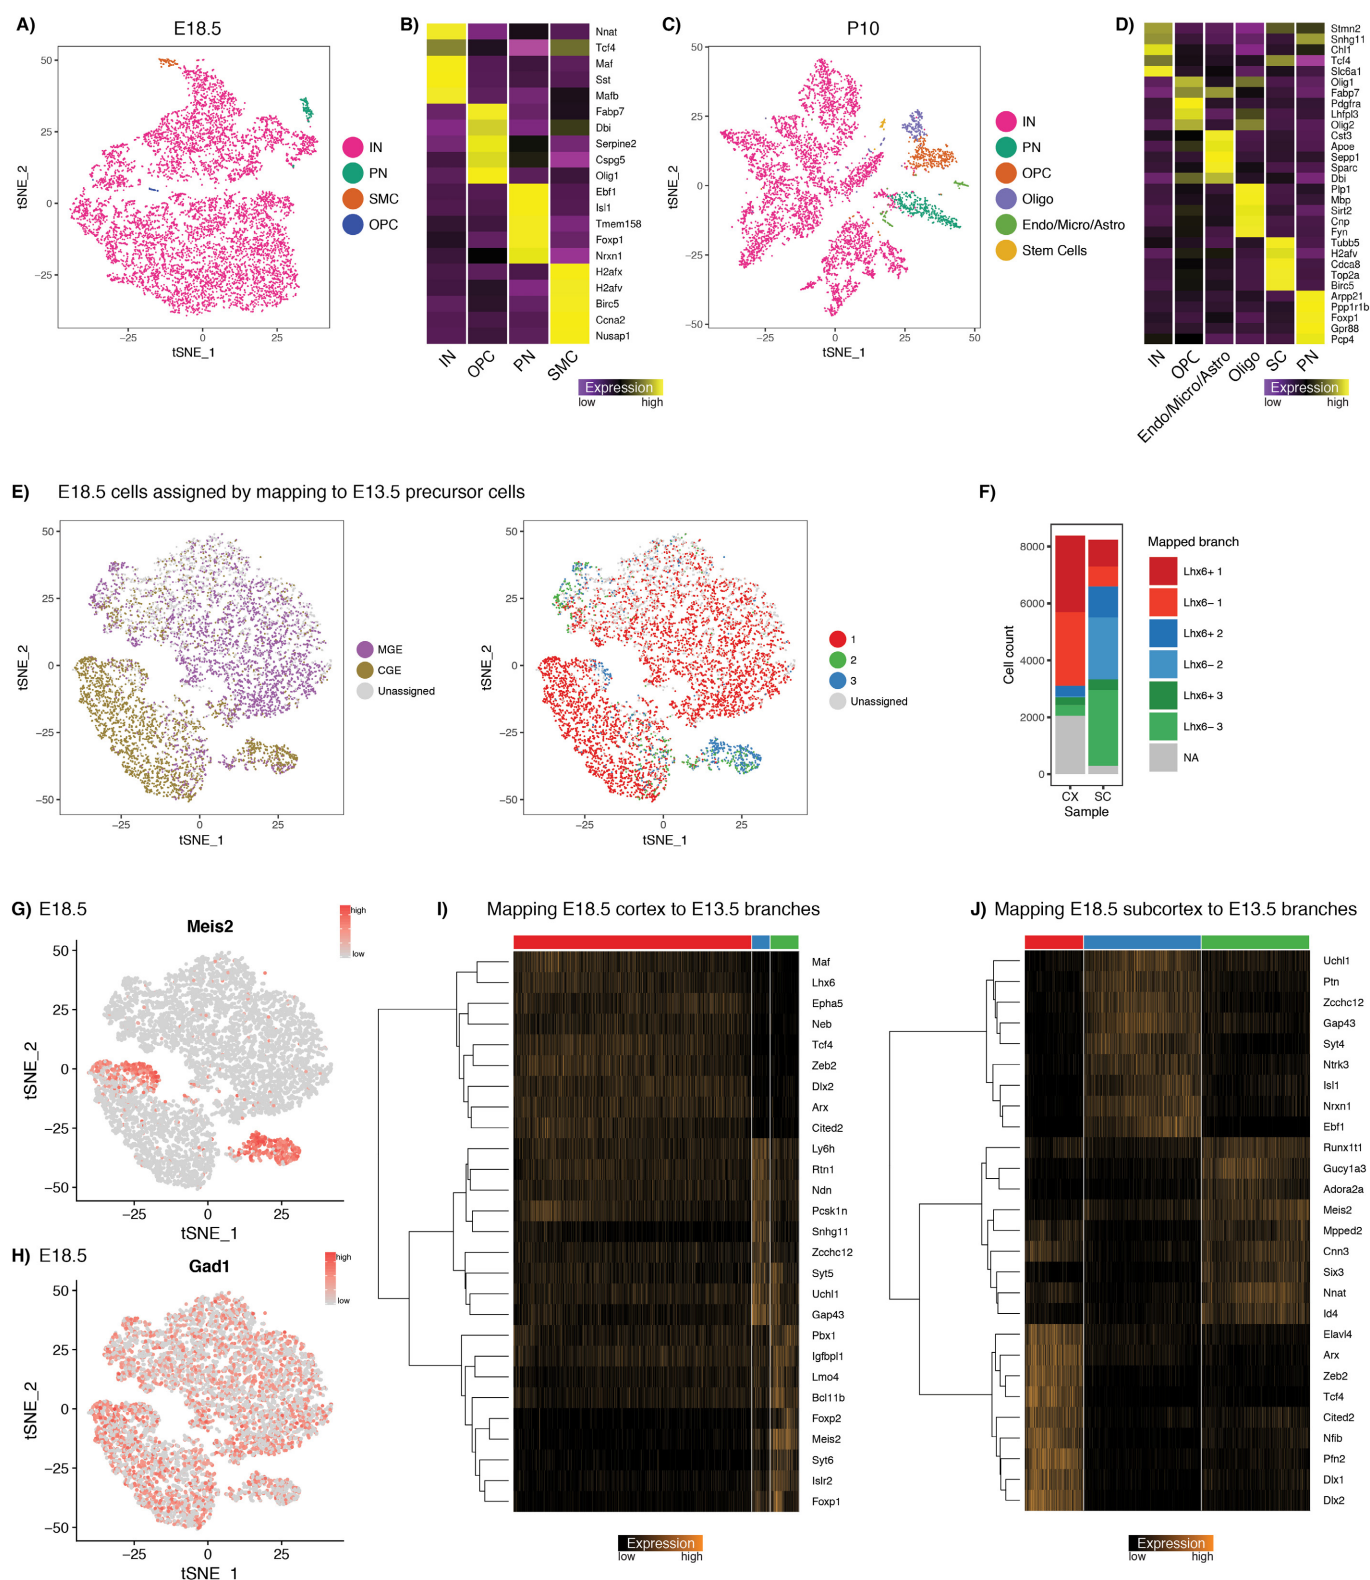 A)
E18.5
50
25
0
−25
−25
0
25
tSNE_1
tSNE_2
IN
PN
SMC
OPC
B)
Nnat
Tcf4
Maf
Sst
Mafb
Fabp7
Dbi
Serpine2
Cspg5
Olig1
Ebf1
Isl1
Tmem158
Foxp1
Nrxn1
H2afx
H2afv
Birc5
Ccna2
Nusap1
IN
OPC
PN
SMC
Expression
low high
C)
P10
50
25
0
−25
−50
−25
0
25
50
tSNE_1
tSNE_2
IN
PN
OPC
Oligo
Endo/Micro/Astro
Stem Cells
D)
Stmn2
Snhg11
Chl1
Tcf4
Slc6a1
Olig1
Fabp7
Pdgfra
Lhfpl3
Olig2
Cst3
Apoe
Sepp1
Sparc
Dbi
Plp1
Mbp
Sirt2
Cnp
Fyn
Tubb5
H2afv
Cdca8
Top2a
Birc5
Arpp21
Ppp1r1b
Foxp1
Gpr88
Pcp4
IN
OPC
Endo/Micro/Astro
Oligo
SC
PN
Expression
low high
E) E18.5 cells assigned by mapping to E13.5 precursor cells
50
25
0
−25
−50
−25
0
25
tSNE_1
tSNE_2
MGE
CGE
Unassigned
50
25
0
−25
−50
−25
0
25
tSNE_1
tSNE_2
1
2
3
Unassigned
F)
8000
6000
4000
2000
0
Cell count
CX SC
Sample
Mapped branch
Lhx6+ 1
Lhx6− 1
Lhx6+ 2
Lhx6− 2
Lhx6+ 3
Lhx6− 3
NA
G) E18.5
Meis2
high
low
50
25
0
−25
−50
−25
0
25
tSNE_1
tSNE_2
H) E18.5
Gad1
high
low
50
25
0
−25
−50
−25
0
25
tSNE_1
tSNE_2
I) Mapping E18.5 cortex to E13.5 branches
Maf
Lhx6
Epha5
Neb
Tcf4
Zeb2
Dlx2
Arx
Cited2
Ly6h
Rtn1
Ndn
Pcsk1n
Snhg11
Zcchc12
Syt5
Uchl1
Gap43
Pbx1
Igfbpl1
Lmo4
Bcl11b
Foxp2
Meis2
Syt6
Islr2
Foxp1
Expression
low high
J) Mapping E18.5 subcortex to E13.5 branches
Uchl1
Ptn
Zcchc12
Gap43
Syt4
Ntrk3
Isl1
Nrxn1
Ebf1
Runx1t1
Gucy1a3
Adora2a
Meis2
Mpped2
Cnn3
Six3
Nnat
Id4
Elavl4
Arx
Zeb2
Tcf4
Cited2
Nfib
Pfn2
Dlx1
Dlx2
Expression
low high